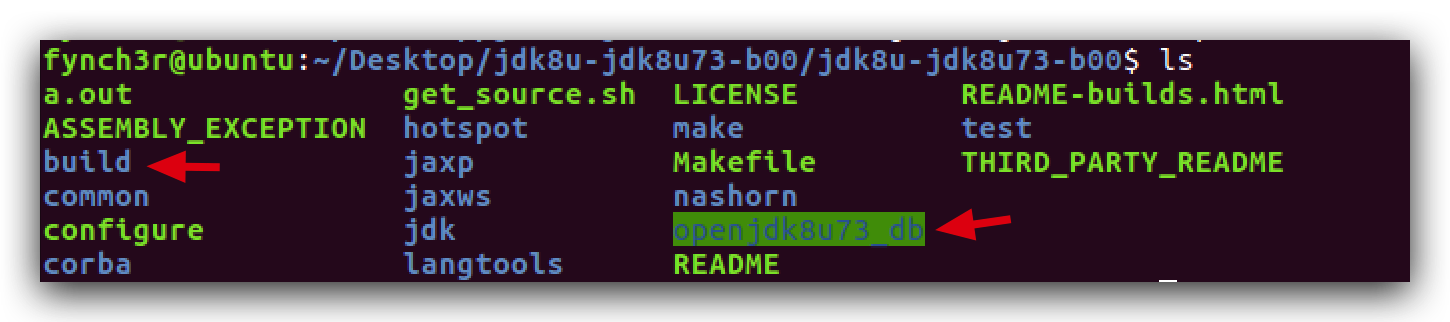 fynch3r@ubuntu:~/Desktop/jdk8u-jdk8u73-b00/jdk8u-jdk8u73-b00$ ls
a.out get_source.sh LICENSE README-builds.html
ASSEMBLY_EXCEPTION hotspot make test
build jaxp Makefile THIRD_PARTY_README
common jaxws nashorn
configure jdk openjdk8u73_db
corba langtools README